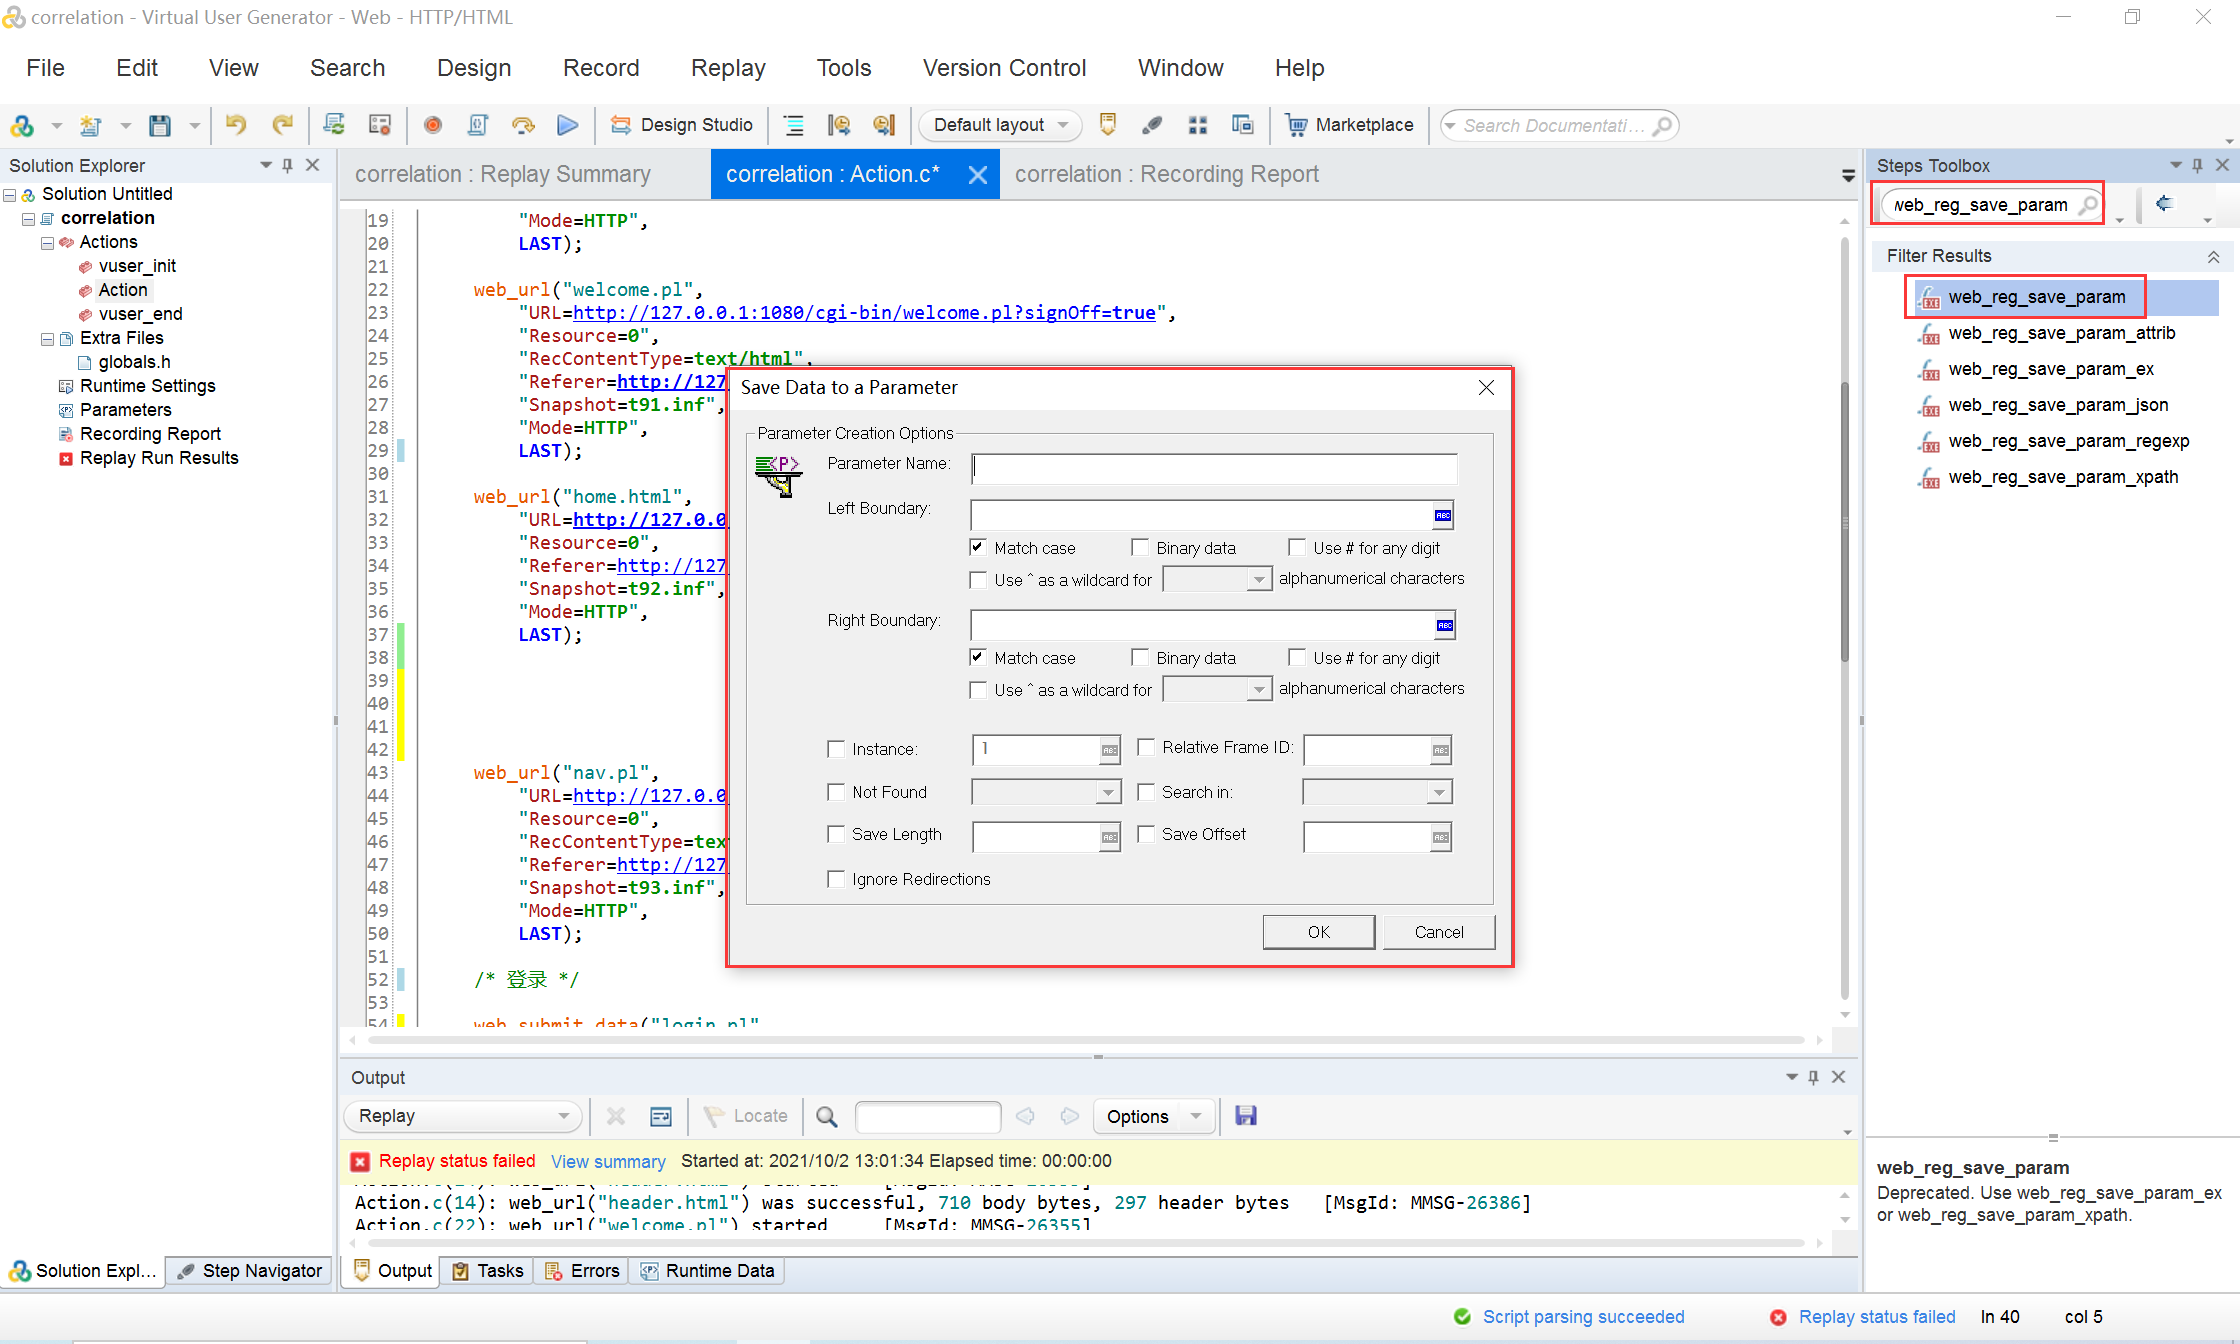 correlation - Virtual User Generator - Web - HTTP/HTML
File Edit View Search Design Record Replay Tools Version Control Window Help
Design Studio Default layout Marketplace Search Documentati...
Solution Explorer
Solution Untitled
correlation
Actions
vuser_init
Action
vuser_end
Extra Files
globals.h
Runtime Settings
Parameters
Recording Report
Replay Run Results
correlation : Replay Summary correlation : Action.c* correlation : Recording Report
19 "Mode=HTTP",
20 LAST);
21
22 web_url("welcome.pl",
23 "URL=http://127.0.0.1:1080/cgi-bin/welcome.pl?signOff=true",
24 "Resource=0",
25 "RecContentType=text/html",
26 "Referer=http://127
27 "Snapshot=t91.inf",
28 "Mode=HTTP",
29 LAST);
30
31 web_url("home.html",
32 "URL=http://127.0.0
33 "Resource=0",
34 "Referer=http://127
35 "Snapshot=t92.inf",
36 "Mode=HTTP",
37 LAST);
38
39
40
41
42
43 web_url("nav.pl",
44 "URL=http://127.0.0
45 "Resource=0",
46 "RecContentType=tex
47 "Referer=http://127
48 "Snapshot=t93.inf",
49 "Mode=HTTP",
50 LAST);
51
52 /* 登录 */
53
54 web_submit_data("login.pl"
Save Data to a Parameter
Parameter Creation Options
<P>
Parameter Name:
Left Boundary:
ABC
Match case Binary data Use # for any digit
Use ^ as a wildcard for alphanumerical characters
Right Boundary:
ABC
Match case Binary data Use # for any digit
Use ^ as a wildcard for alphanumerical characters
Instance: 1 ABC Relative Frame ID: ABC
Not Found Search in:
Save Length ABC Save Offset ABC
Ignore Redirections
OK Cancel
Steps Toolbox
web_reg_save_param
Filter Results
web_reg_save_param
web_reg_save_param_attrib
web_reg_save_param_ex
web_reg_save_param_json
web_reg_save_param_regexp
web_reg_save_param_xpath
web_reg_save_param
Deprecated. Use web_reg_save_param_ex
or web_reg_save_param_xpath.
Output
Replay Locate Options
Replay status failed View summary Started at: 2021/10/2 13:01:34 Elapsed time: 00:00:00
Action.c(14): web_url("header.html") was successful, 710 body bytes, 297 header bytes [MsgId: MMSG-26386]
Action.c(22): web_url("welcome.pl") started [MsgId: MMSG-26355]
Solution Expl... Step Navigator Output Tasks Errors Runtime Data
Script parsing succeeded Replay status failed ln 40 col 5